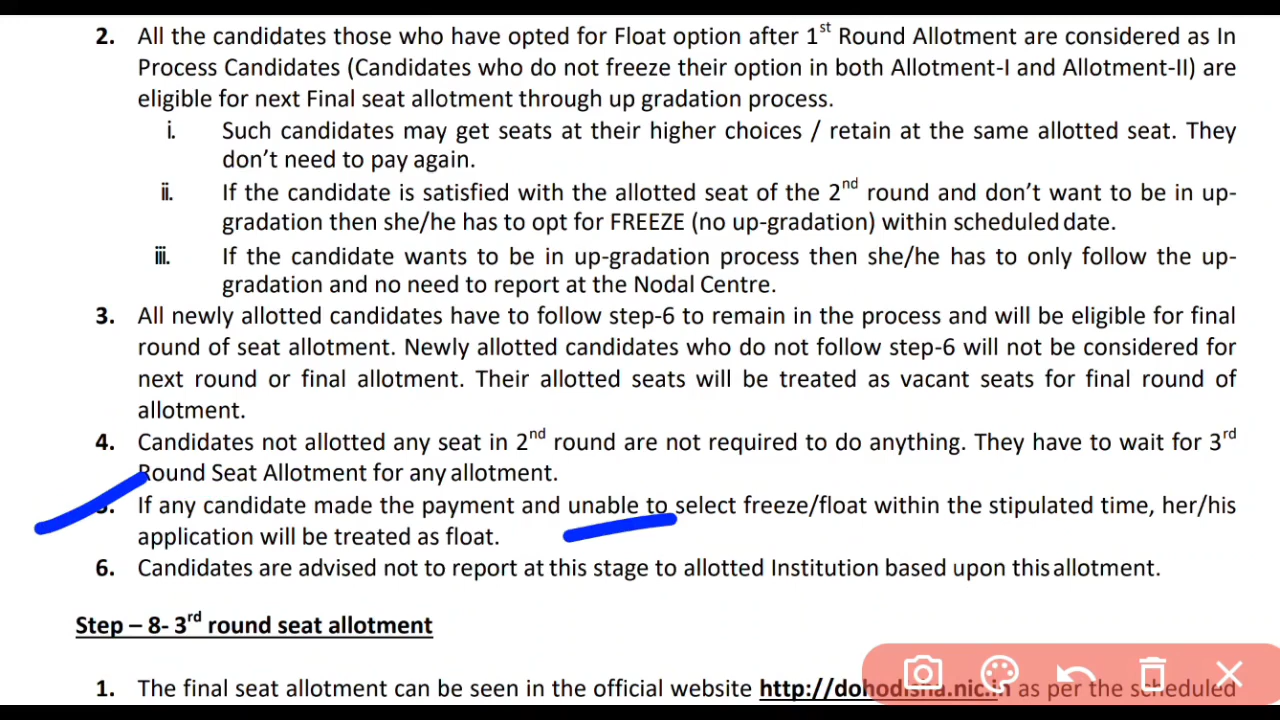 2. All the candidates those who have opted for Float option after 1st Round Allotment are considered as In
Process Candidates (Candidates who do not freeze their option in both Allotment-I and Allotment-II) are
eligible for next Final seat allotment through up gradation process.
i. Such candidates may get seats at their higher choices / retain at the same allotted seat. They
don't need to pay again.
ii. If the candidate is satisfied with the allotted seat of the 2nd round and don't want to be in up-
gradation then she/he has to opt for FREEZE (no up-gradation) within scheduled date.
iii. If the candidate wants to be in up-gradation process then she/he has to only follow the up-
gradation and no need to report at the Nodal Centre.
3. All newly allotted candidates have to follow step-6 to remain in the process and will be eligible for final
round of seat allotment. Newly allotted candidates who do not follow step-6 will not be considered for
next round or final allotment. Their allotted seats will be treated as vacant seats for final round of
allotment.
4. Candidates not allotted any seat in 2nd round are not required to do anything. They have to wait for 3rd
Round Seat Allotment for any allotment.
5. If any candidate made the payment and unable to select freeze/float within the stipulated time, her/his
application will be treated as float.
6. Candidates are advised not to report at this stage to allotted Institution based upon this allotment.
Step – 8- 3rd round seat allotment
1. The final seat allotment can be seen in the official website http://dohodisha.nic.in as per the scheduled